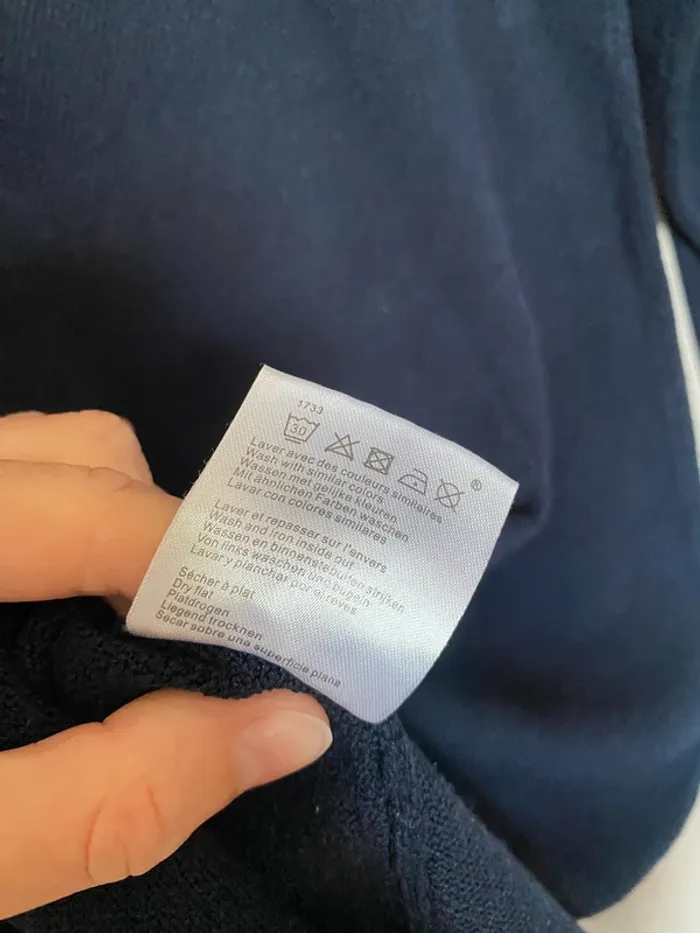 1733
30
®
Laver avec des couleurs similaires
Wash with similar colors
Wassen met gelijke kleuren
Mit ähnlichen Farben waschen
Lavar con colores similares
Laver et repasser sur l'envers
Wash and iron inside out
Wassen en binnenstebuiten strijken
Von links waschen und bügeln
Lavar y planchar por el reves
Sécher à plat
Dry flat
Platdrogen
Liegend trocknen
Secar sobre una superficie plana